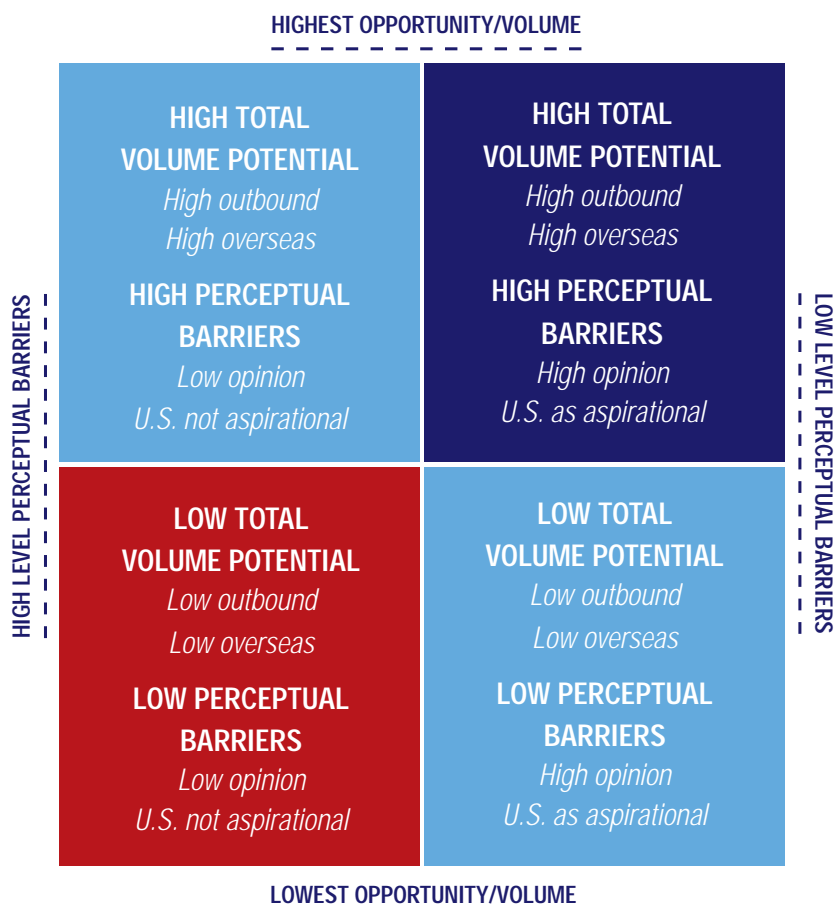 HIGHEST OPPORTUNITY/VOLUME
HIGH LEVEL PERCEPTUAL BARRIERS
HIGH TOTAL
VOLUME POTENTIAL
High outbound
High overseas
HIGH PERCEPTUAL
BARRIERS
Low opinion
U.S. not aspirational
HIGH TOTAL
VOLUME POTENTIAL
High outbound
High overseas
HIGH PERCEPTUAL
BARRIERS
High opinion
U.S. as aspirational
LOW LEVEL PERCEPTUAL BARRIERS
LOW TOTAL
VOLUME POTENTIAL
Low outbound
Low overseas
LOW PERCEPTUAL
BARRIERS
Low opinion
U.S. not aspirational
LOW TOTAL
VOLUME POTENTIAL
Low outbound
Low overseas
LOW PERCEPTUAL
BARRIERS
High opinion
U.S. as aspirational
LOWEST OPPORTUNITY/VOLUME